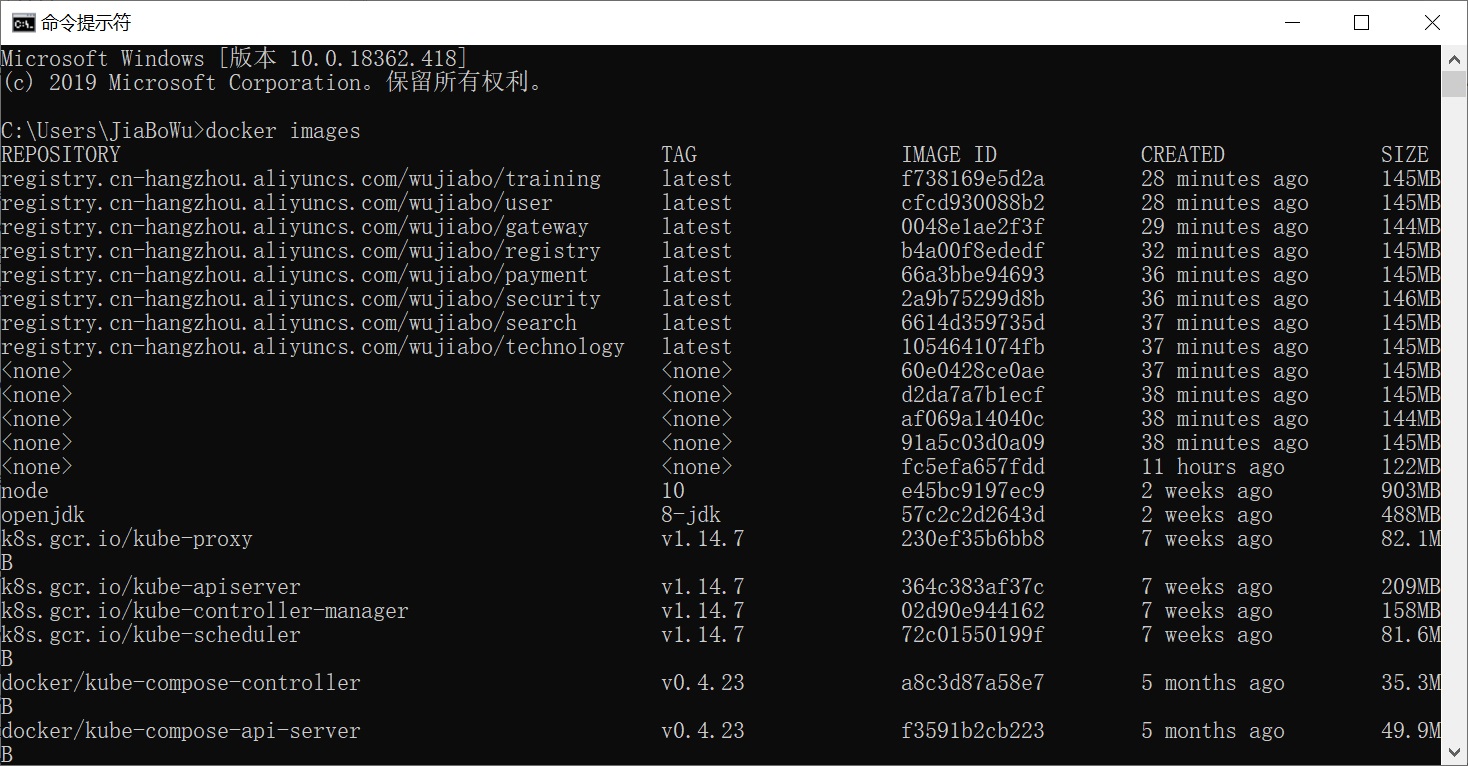 命令提示符
Microsoft Windows [版本 10.0.18362.418]
(c) 2019 Microsoft Corporation。保留所有权利。
C:\Users\JiaBoWu>docker images
REPOSITORY TAG IMAGE ID CREATED SIZE
registry.cn-hangzhou.aliyuncs.com/wujiabo/training latest f738169e5d2a 28 minutes ago 145MB
registry.cn-hangzhou.aliyuncs.com/wujiabo/user latest cfcd930088b2 28 minutes ago 145MB
registry.cn-hangzhou.aliyuncs.com/wujiabo/gateway latest 0048e1ae2f3f 29 minutes ago 144MB
registry.cn-hangzhou.aliyuncs.com/wujiabo/registry latest b4a00f8ededf 32 minutes ago 145MB
registry.cn-hangzhou.aliyuncs.com/wujiabo/payment latest 66a3bbe94693 36 minutes ago 145MB
registry.cn-hangzhou.aliyuncs.com/wujiabo/security latest 2a9b75299d8b 36 minutes ago 146MB
registry.cn-hangzhou.aliyuncs.com/wujiabo/search latest 6614d359735d 37 minutes ago 145MB
registry.cn-hangzhou.aliyuncs.com/wujiabo/technology latest 1054641074fb 37 minutes ago 145MB
<none> <none> 60e0428ce0ae 37 minutes ago 145MB
<none> <none> d2da7a7b1ecf 38 minutes ago 145MB
<none> <none> af069a14040c 38 minutes ago 144MB
<none> <none> 91a5c03d0a09 38 minutes ago 145MB
<none> <none> fc5efa657fdd 11 hours ago 122MB
node 10 e45bc9197ec9 2 weeks ago 903MB
openjdk 8-jdk 57c2c2d2643d 2 weeks ago 488MB
k8s.gcr.io/kube-proxy v1.14.7 230ef35b6bb8 7 weeks ago 82.1M
B
k8s.gcr.io/kube-apiserver v1.14.7 364c383af37c 7 weeks ago 209MB
k8s.gcr.io/kube-controller-manager v1.14.7 02d90e944162 7 weeks ago 158MB
k8s.gcr.io/kube-scheduler v1.14.7 72c01550199f 7 weeks ago 81.6M
B
docker/kube-compose-controller v0.4.23 a8c3d87a58e7 5 months ago 35.3M
B
docker/kube-compose-api-server v0.4.23 f3591b2cb223 5 months ago 49.9M
B